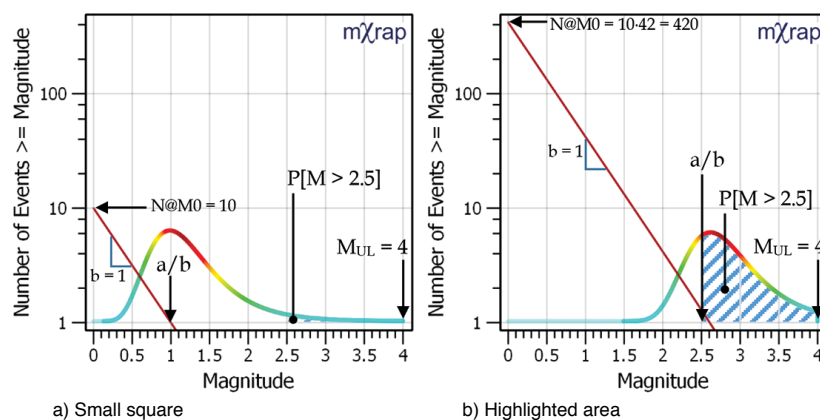 mχrap
Number of Events >= Magnitude
100
10
1
N@M0 = 10
b = 1
a/b
P[M > 2.5]
MUL = 4
0 0.5 1 1.5 2 2.5 3 3.5 4
Magnitude
a) Small square
N@M0 = 10·42 = 420
mχrap
Number of Events >= Magnitude
100
10
1
b = 1
a/b
P[M > 2.5]
MUL = 4
0 0.5 1 1.5 2 2.5 3 3.5 4
Magnitude
b) Highlighted area